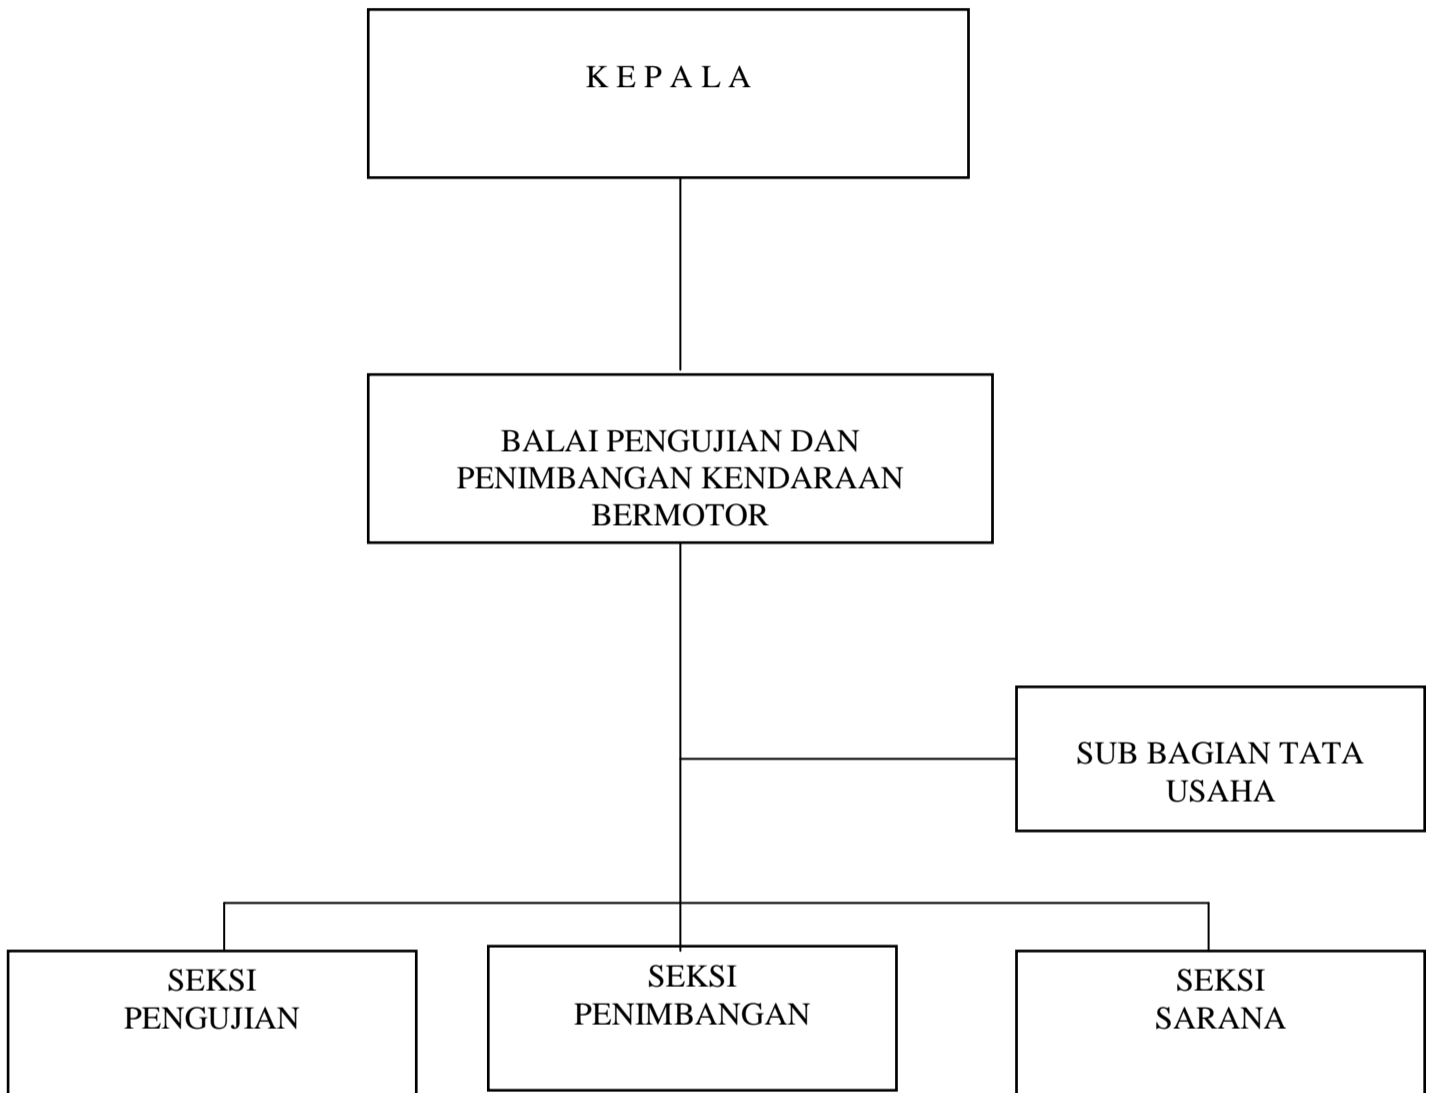 K E P A L A
BALAI PENGUJIAN DAN
PENIMBANGAN KENDARAAN
BERMOTOR
SUB BAGIAN TATA
USAHA
SEKSI
PENGUJIAN
SEKSI
PENIMBANGAN
SEKSI
SARANA